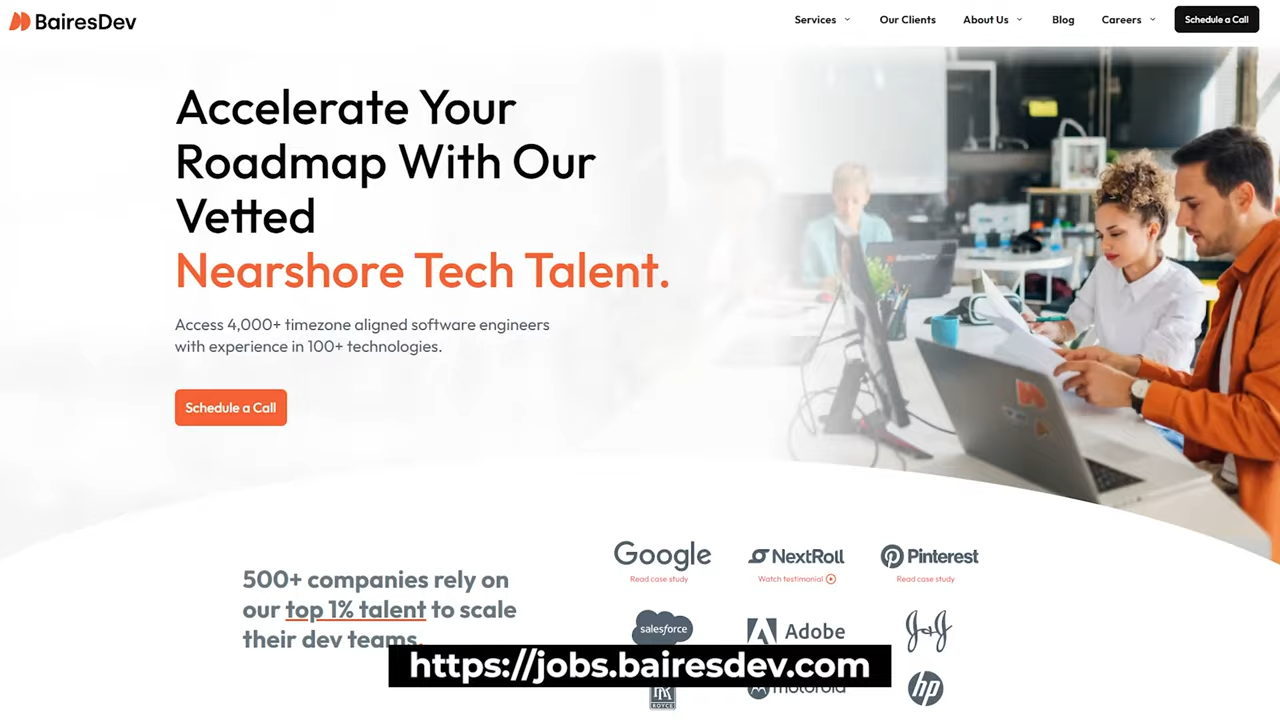 BairesDev
Services
Our Clients
About Us
Blog
Careers
Schedule a Call
Accelerate Your
Roadmap With Our
Vetted
Nearshore Tech Talent.
Access 4,000+ timezone aligned software engineers
with experience in 100+ technologies.
Schedule a Call
BairesDev
500+ companies rely on
our top 1% talent to scale
their dev teams.
Google
Read case study
NextRoll
Watch testimonial
Pinterest
Read case study
salesforce
Adobe
J&J
ROYCE
motorola
hp
https://jobs.bairesdev.com